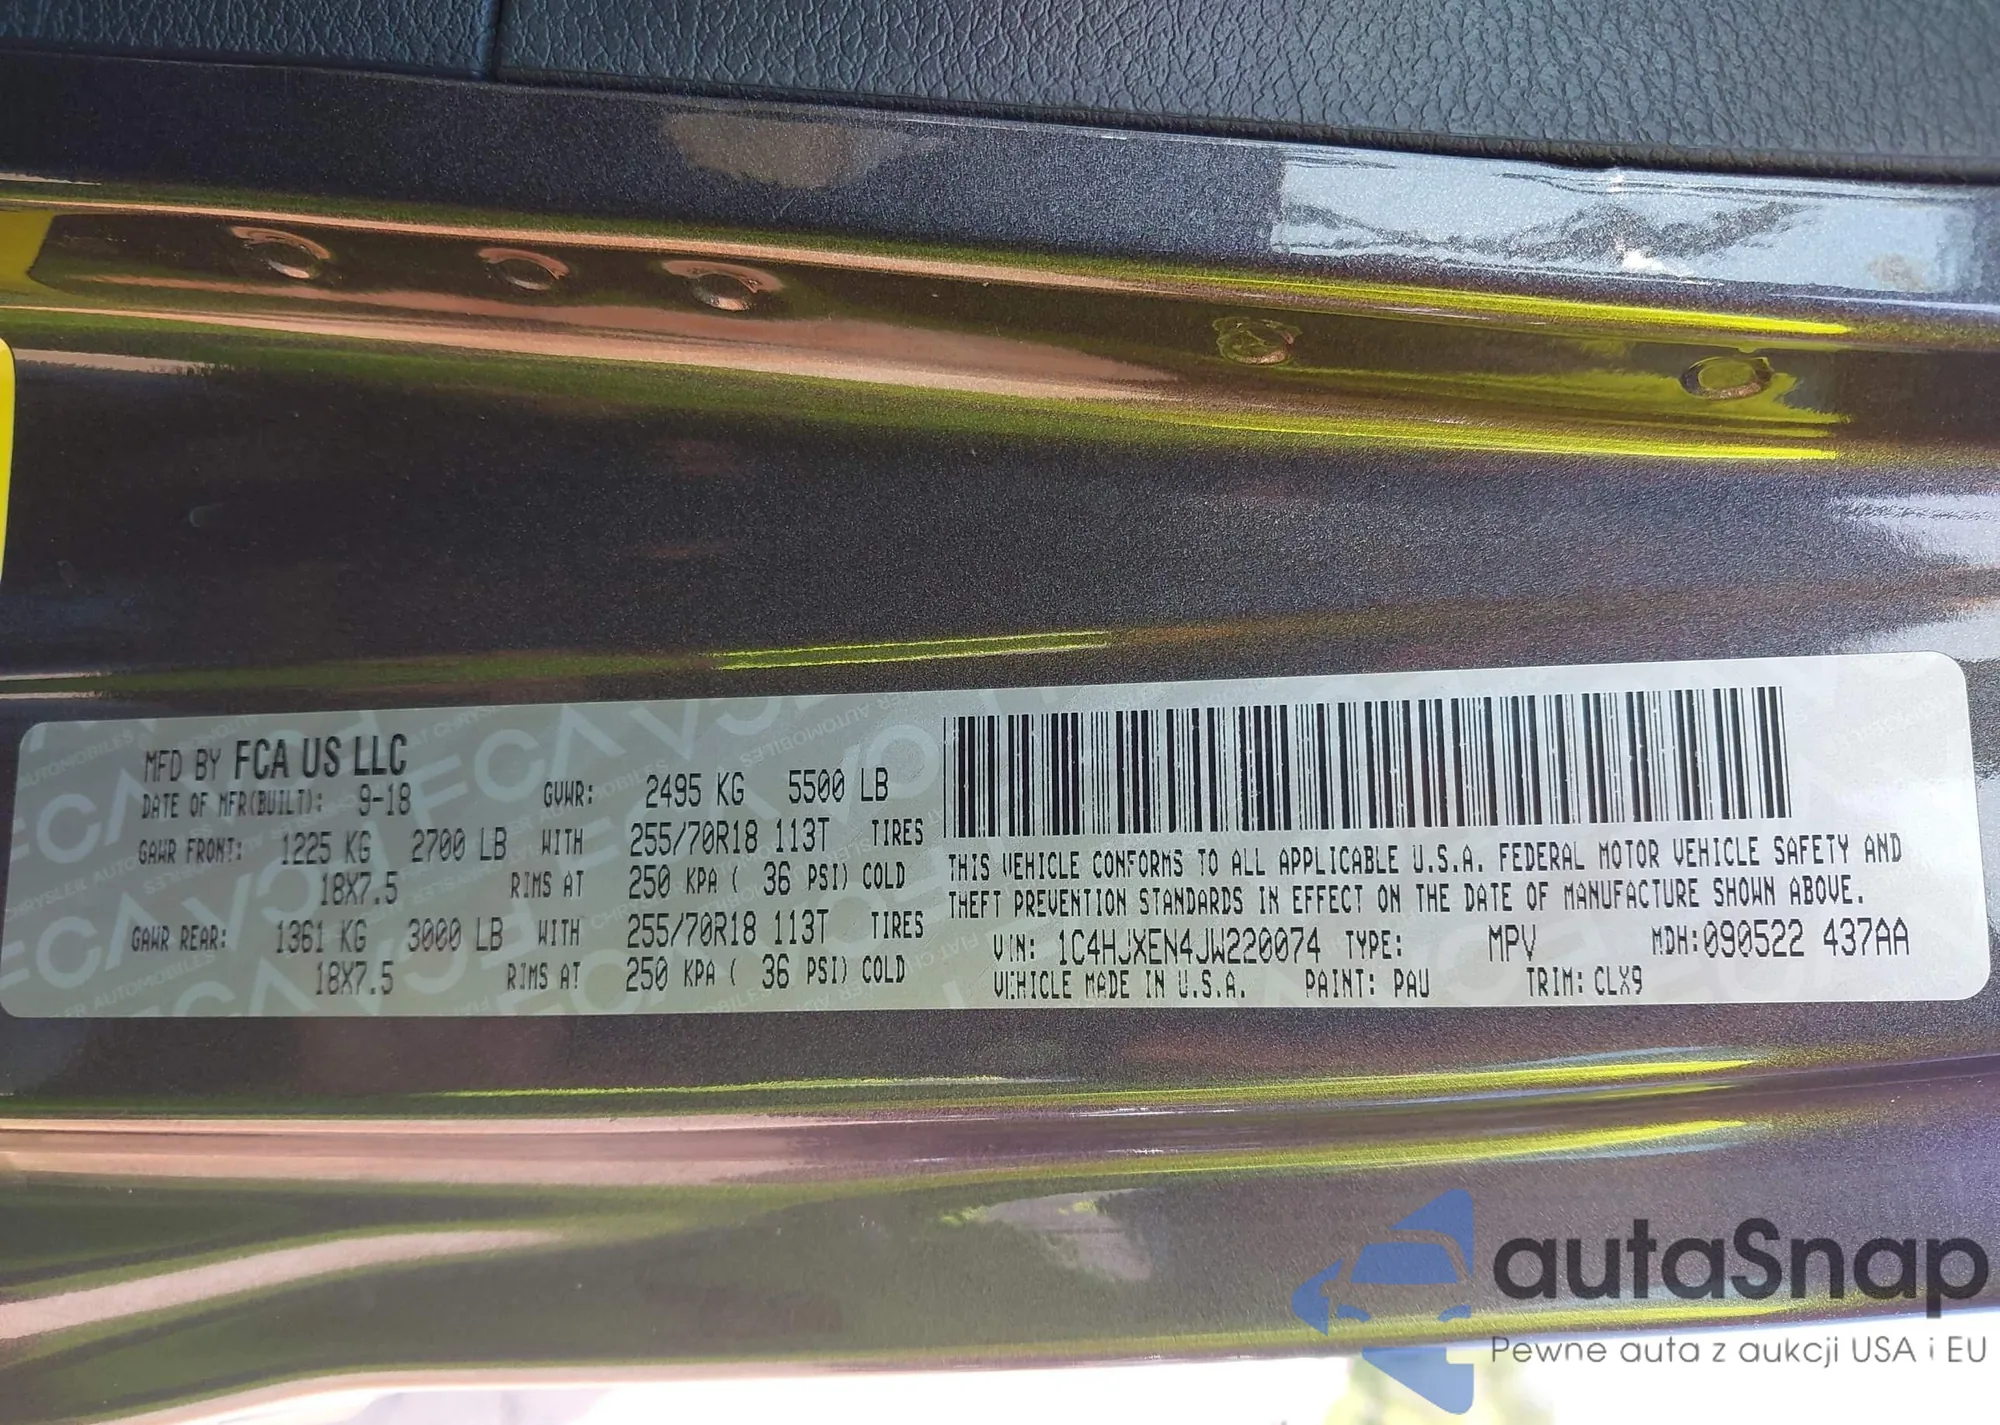 MFD BY FCA US LLC
DATE OF MFR(BUILT): 9-18 GVWR: 2495 KG 5500 LB
GAWR FRONT: 1225 KG 2700 LB WITH 255/70R18 113T TIRES
18X7.5 RIMS AT 250 KPA ( 36 PSI) COLD
GAWR REAR: 1361 KG 3000 LB WITH 255/70R18 113T TIRES
18X7.5 RIMS AT 250 KPA ( 36 PSI) COLD
THIS VEHICLE CONFORMS TO ALL APPLICABLE U.S.A. FEDERAL MOTOR VEHICLE SAFETY AND
THEFT PREVENTION STANDARDS IN EFFECT ON THE DATE OF MANUFACTURE SHOWN ABOVE.
VIN: 1C4HJXEN4JW220074 TYPE: MPV MDH:090522 437AA
VEHICLE MADE IN U.S.A. PAINT: PAU TRIM: CLX9
autaSnap
Pewne auta z aukcji USA i EU